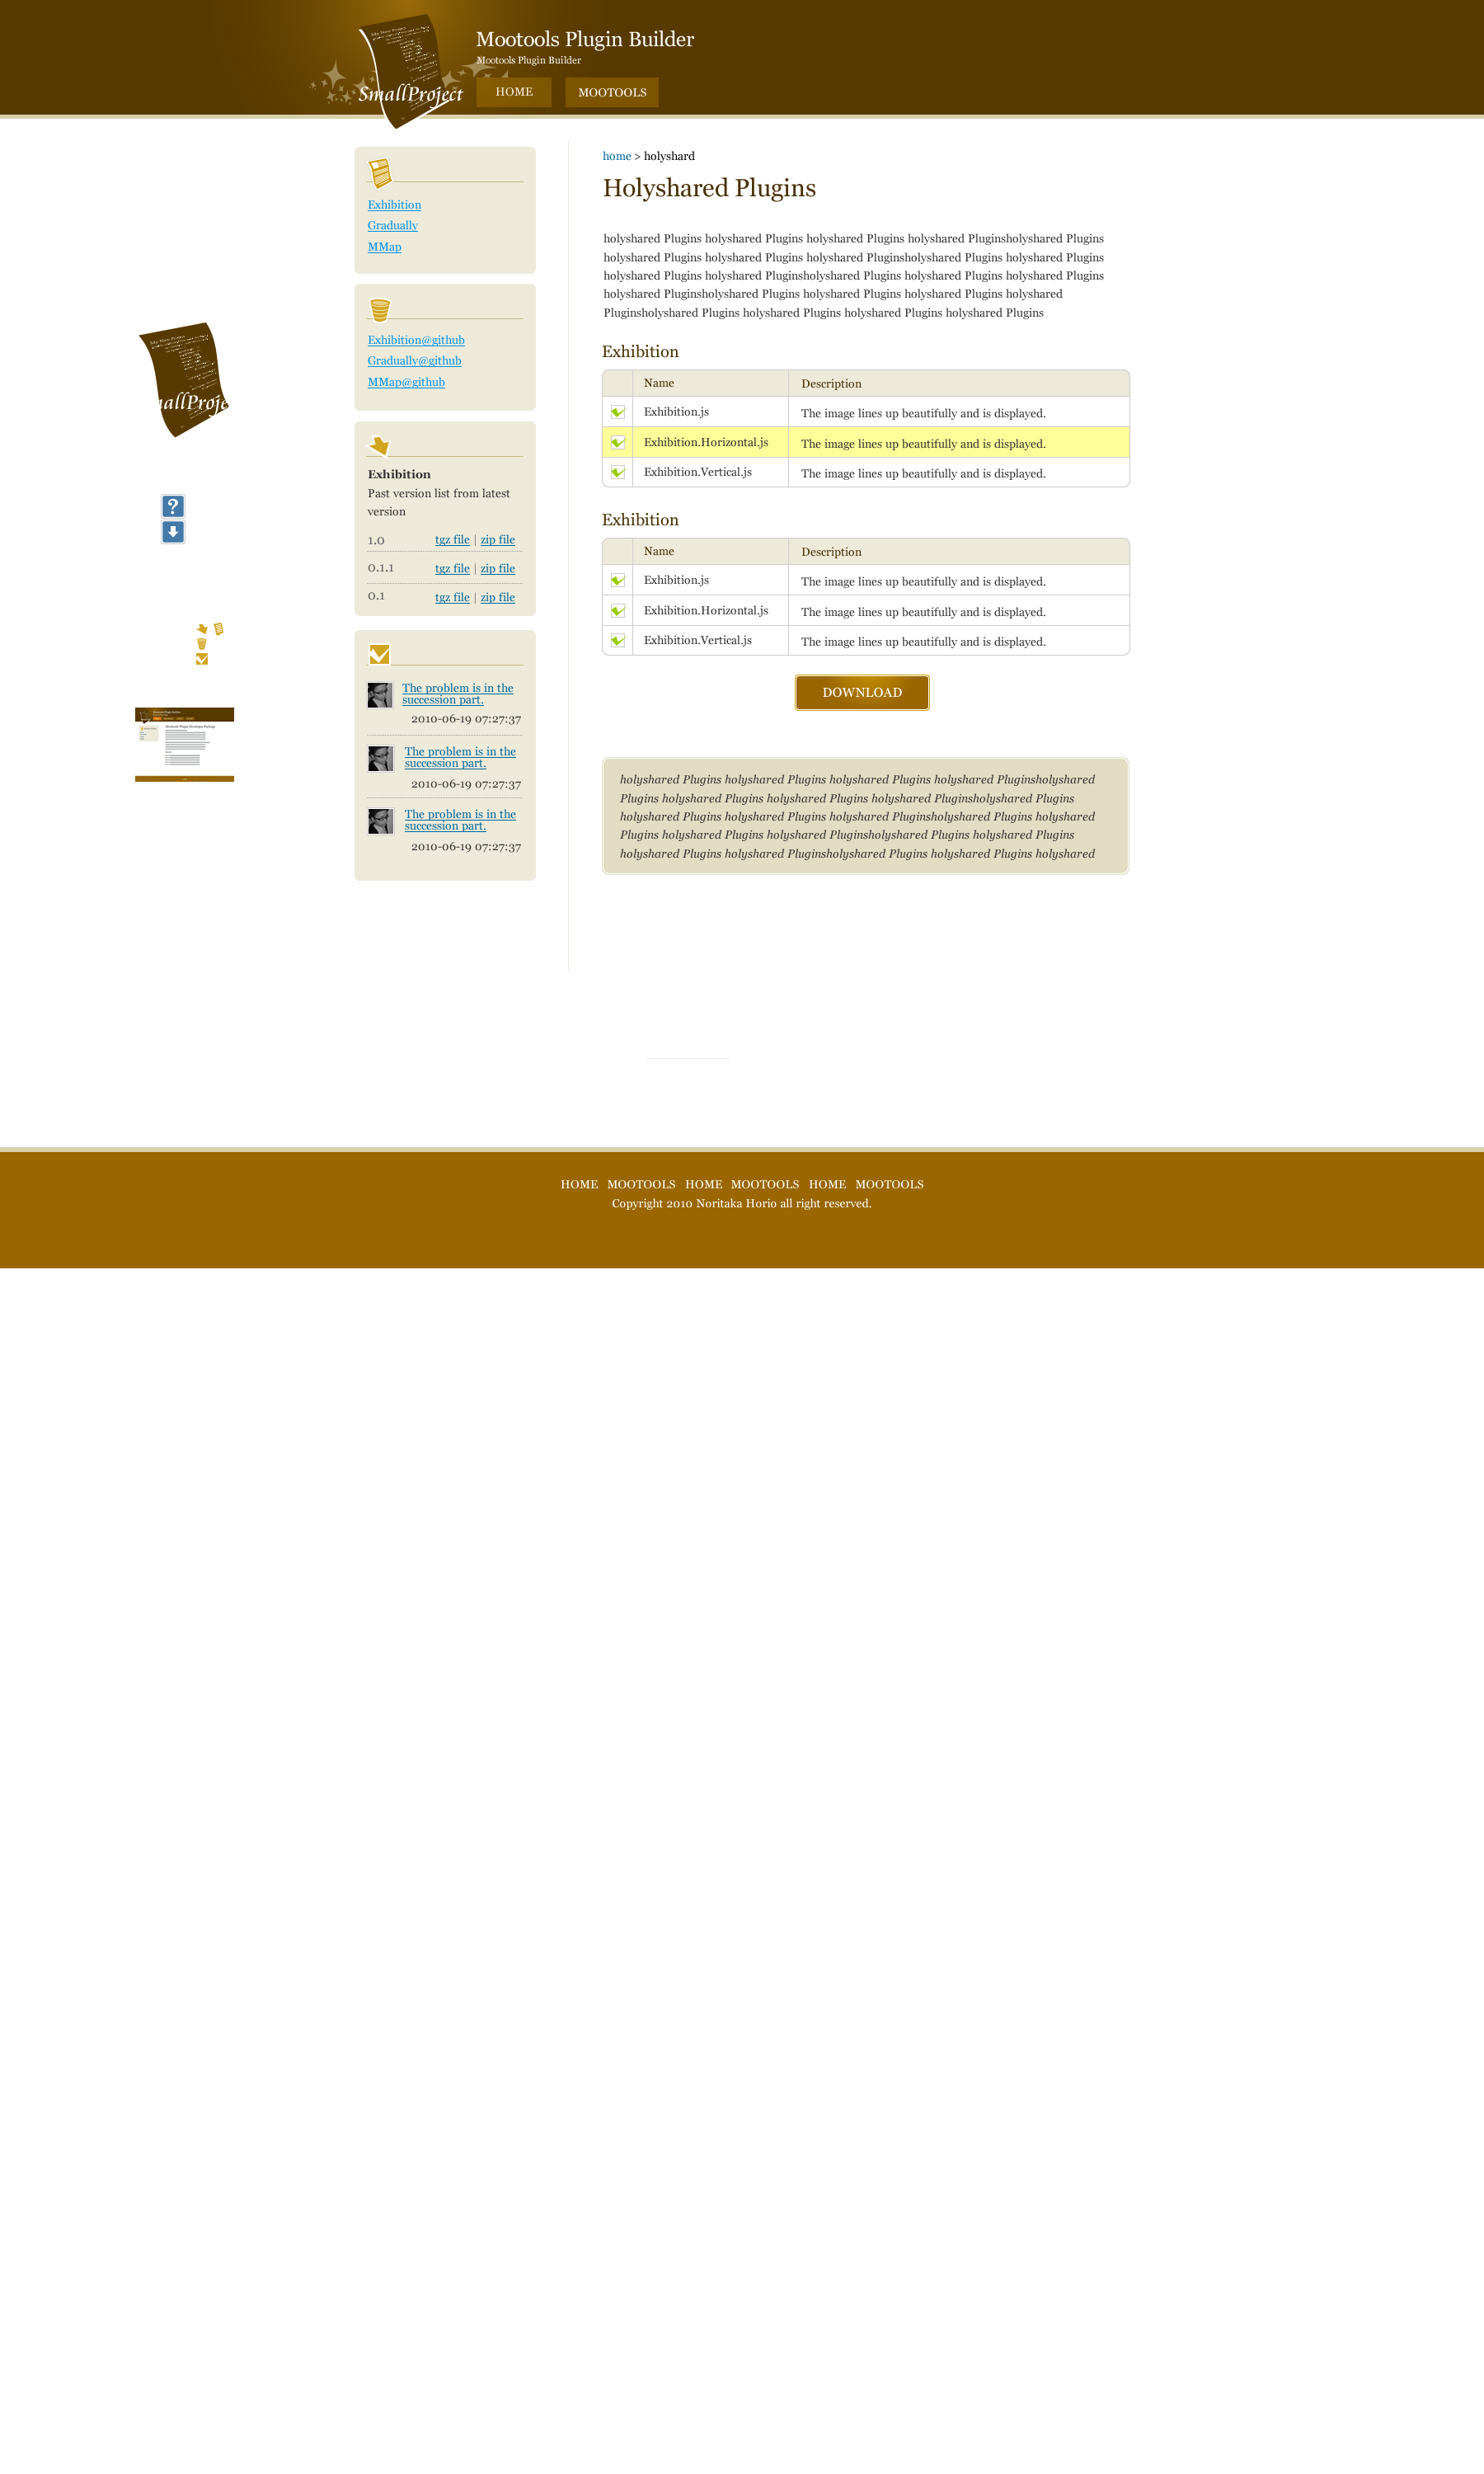 Mootools Plugin Builder
Mootools Plugin Builder
SmallProject
HOME
MOOTOOLS
Exhibition
Gradually
MMap
Exhibition@github
Gradually@github
MMap@github
Exhibition
Past version list from latest
version
1.0 tgz file | zip file
0.1.1 tgz file | zip file
0.1 tgz file | zip file
The problem is in the
succession part.
2010-06-19 07:27:37
The problem is in the
succession part.
2010-06-19 07:27:37
The problem is in the
succession part.
2010-06-19 07:27:37
home > holyshard
Holyshared Plugins
holyshared Plugins holyshared Plugins holyshared Plugins holyshared Pluginsholyshared Plugins
holyshared Plugins holyshared Plugins holyshared Pluginsholyshared Plugins holyshared Plugins
holyshared Plugins holyshared Pluginsholyshared Plugins holyshared Plugins holyshared Plugins
holyshared Pluginsholyshared Plugins holyshared Plugins holyshared Plugins holyshared
Pluginsholyshared Plugins holyshared Plugins holyshared Plugins holyshared Plugins
Exhibition
Name Description
Exhibition.js The image lines up beautifully and is displayed.
Exhibition.Horizontal.js The image lines up beautifully and is displayed.
Exhibition.Vertical.js The image lines up beautifully and is displayed.
Exhibition
Name Description
Exhibition.js The image lines up beautifully and is displayed.
Exhibition.Horizontal.js The image lines up beautifully and is displayed.
Exhibition.Vertical.js The image lines up beautifully and is displayed.
DOWNLOAD
holyshared Plugins holyshared Plugins holyshared Plugins holyshared Pluginsholyshared
Plugins holyshared Plugins holyshared Plugins holyshared Pluginsholyshared Plugins
holyshared Plugins holyshared Plugins holyshared Pluginsholyshared Plugins holyshared
Plugins holyshared Plugins holyshared Pluginsholyshared Plugins holyshared Plugins
holyshared Plugins holyshared Pluginsholyshared Plugins holyshared Plugins holyshared
HOME MOOTOOLS HOME MOOTOOLS HOME MOOTOOLS
Copyright 2010 Noritaka Horio all right reserved.